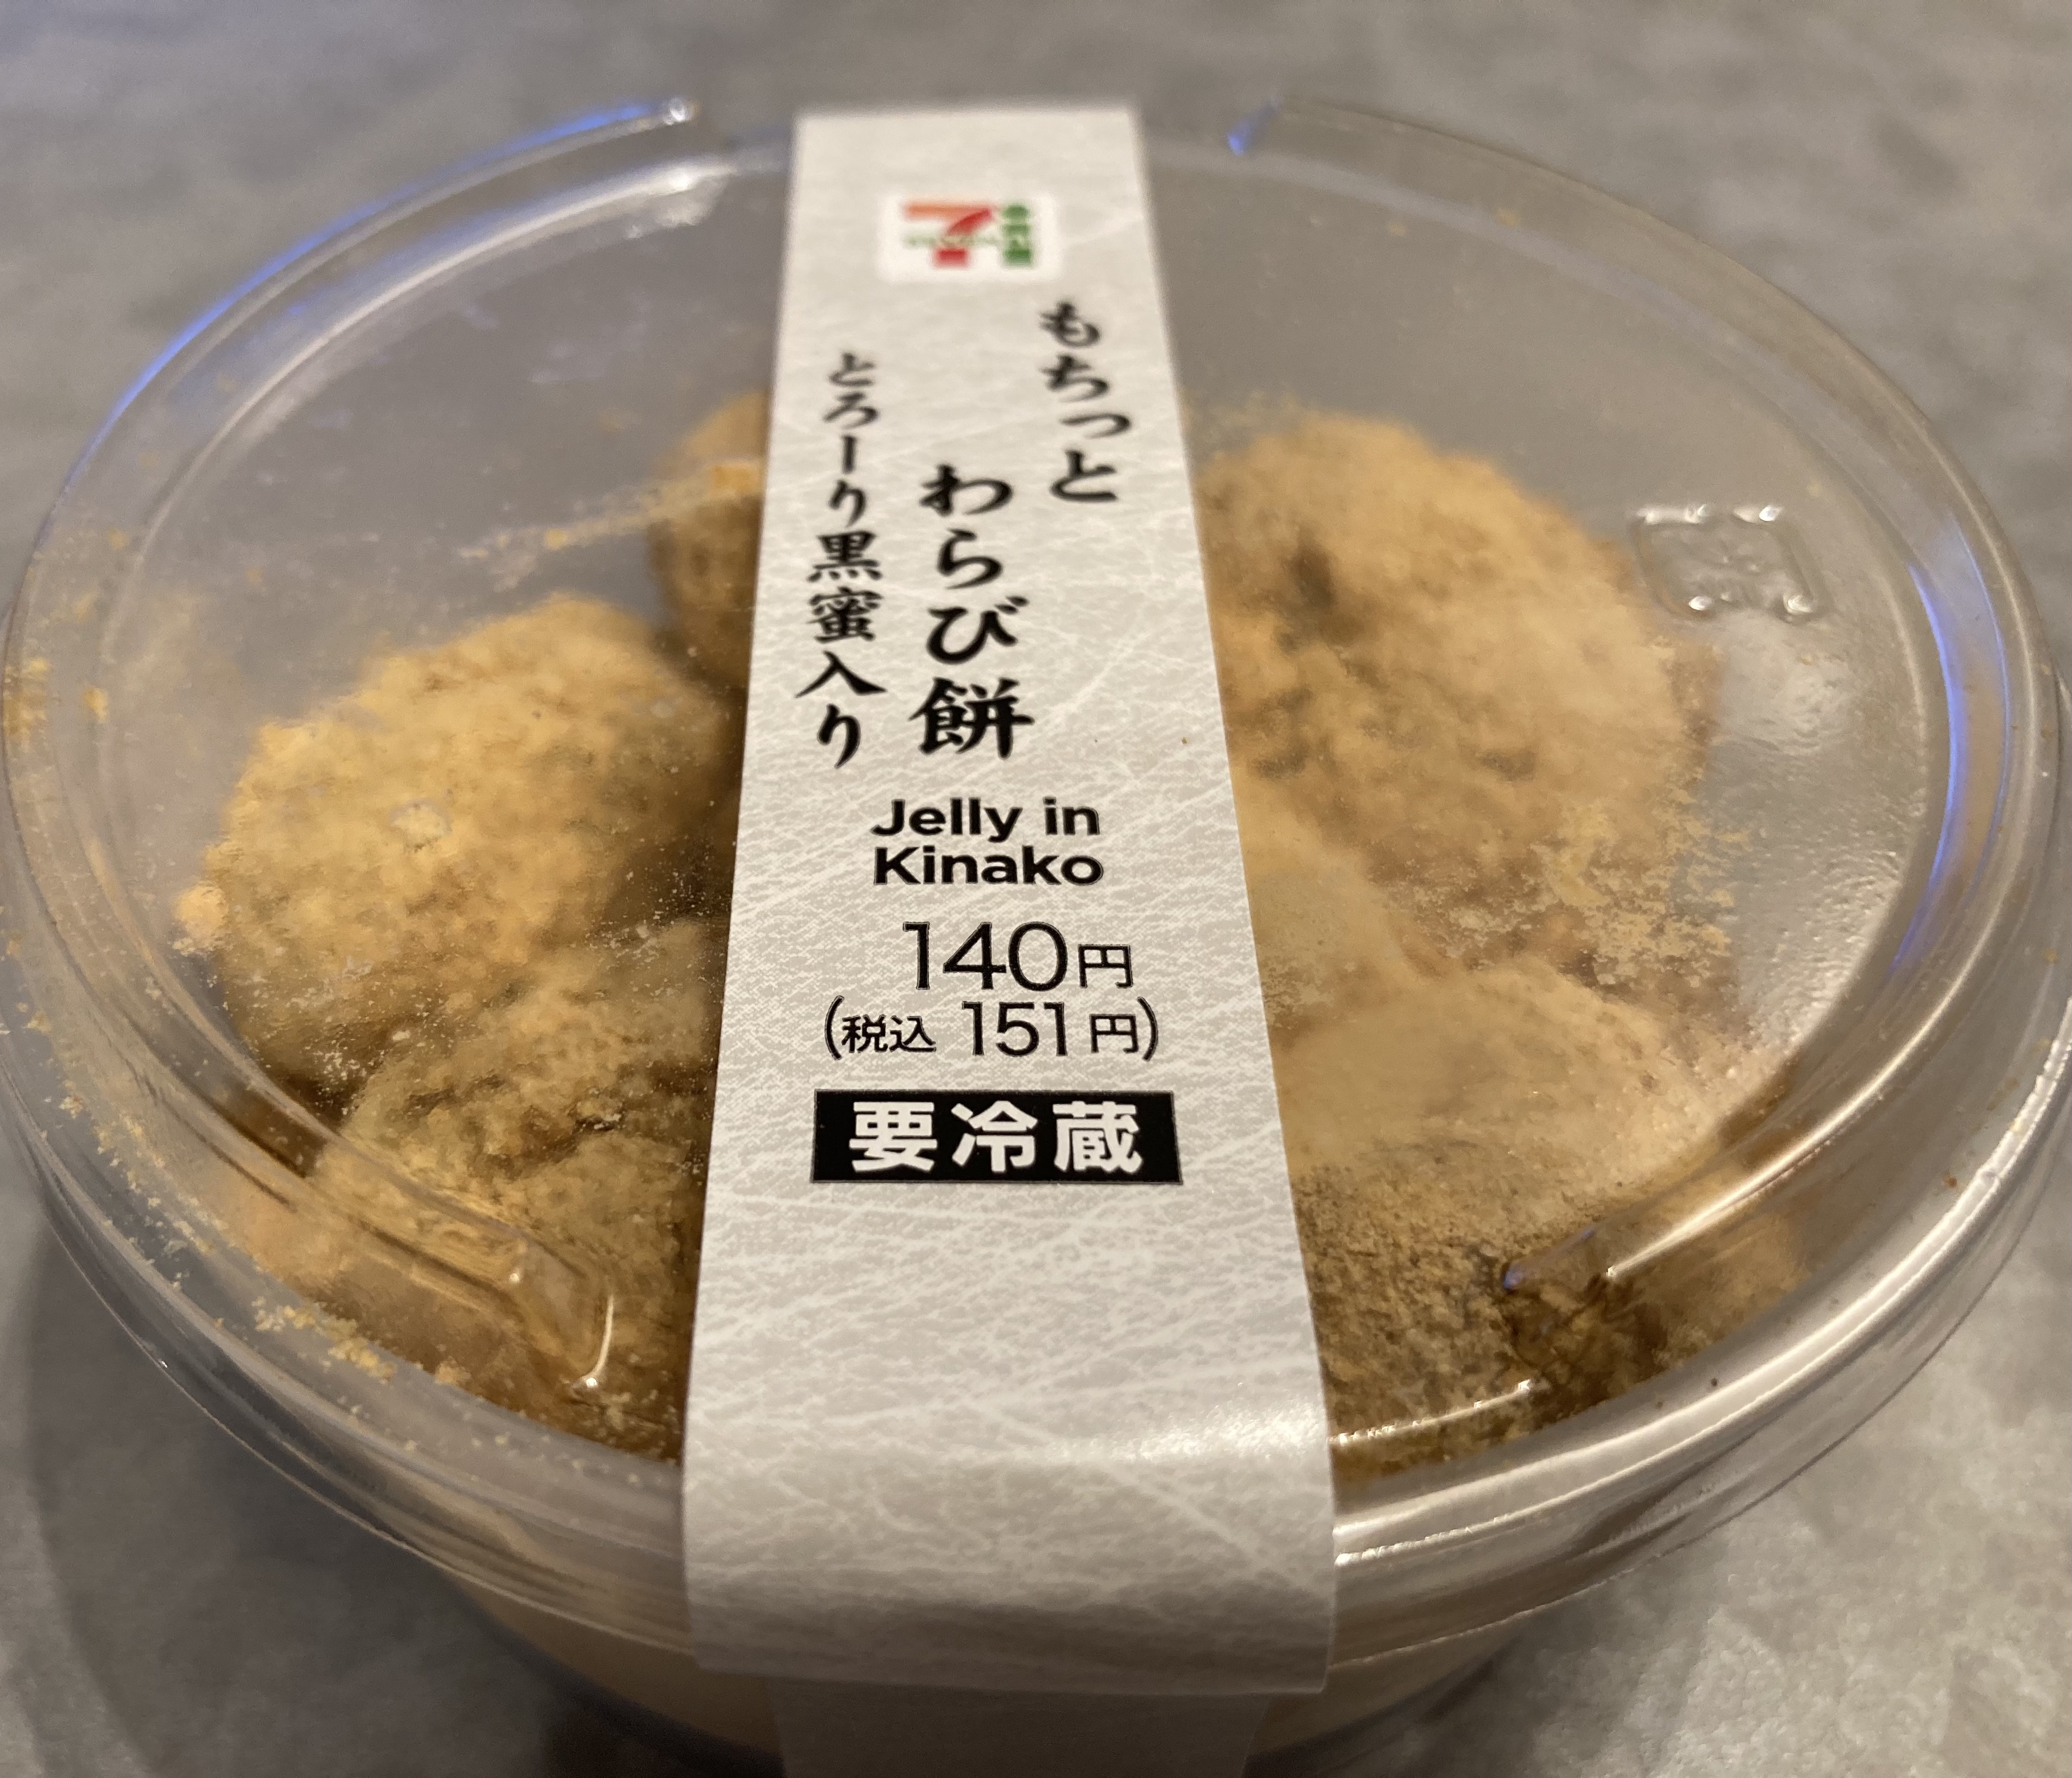 もちっと
わらび餅
とろーり黒蜜入り
Jelly in
Kinako
140円
(税込 151円)
要冷蔵